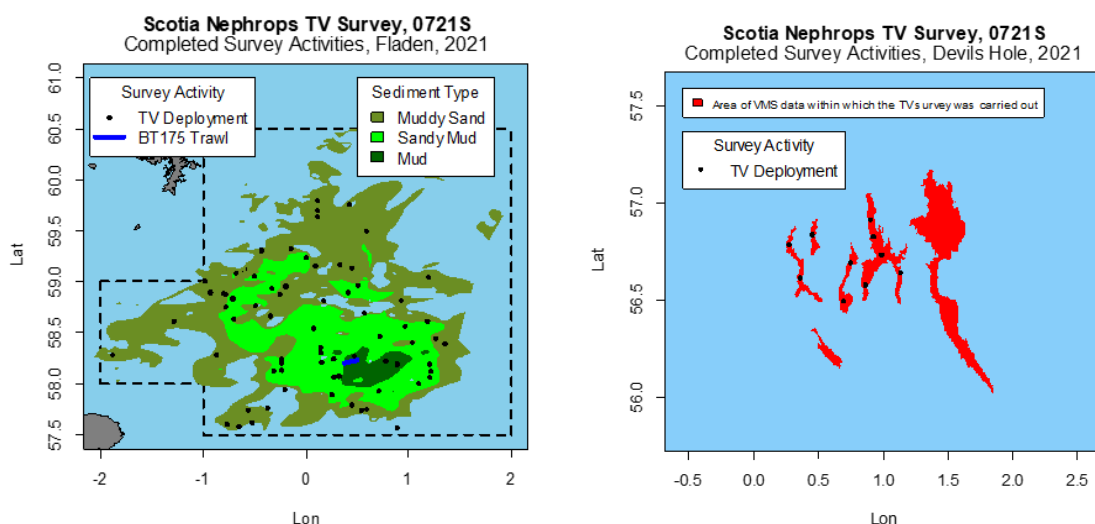 Scotia Nephrops TV Survey, 0721S
Completed Survey Activities, Fladen, 2021
Survey Activity
TV Deployment
BT175 Trawl
Sediment Type
Muddy Sand
Sandy Mud
Mud
61.0
60.5
60.0
59.5
59.0
58.5
58.0
57.5
Lat
-2
-1
0
1
2
Lon
Scotia Nephrops TV Survey, 0721S
Completed Survey Activities, Devils Hole, 2021
Area of VMS data within which the TV survey was carried out
Survey Activity
TV Deployment
57.5
57.0
56.5
56.0
Lat
-0.5
0.0
0.5
1.0
1.5
2.0
2.5
Lon